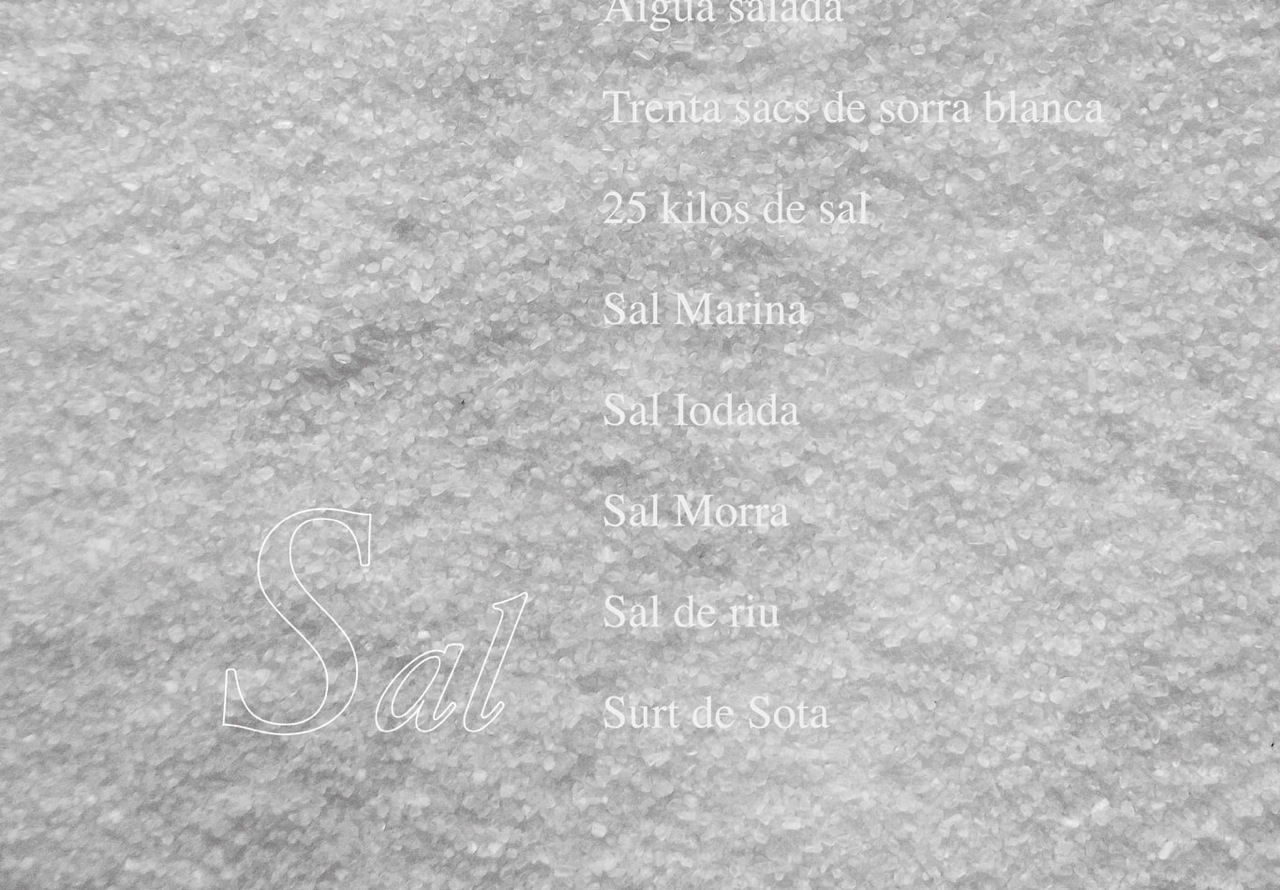 Aigua salada
Trenta sacs de sorra blanca
25 kilos de sal
Sal Marina
Sal Iodada
Sal Morra
Sal de riu
Surt de Sota
Sal